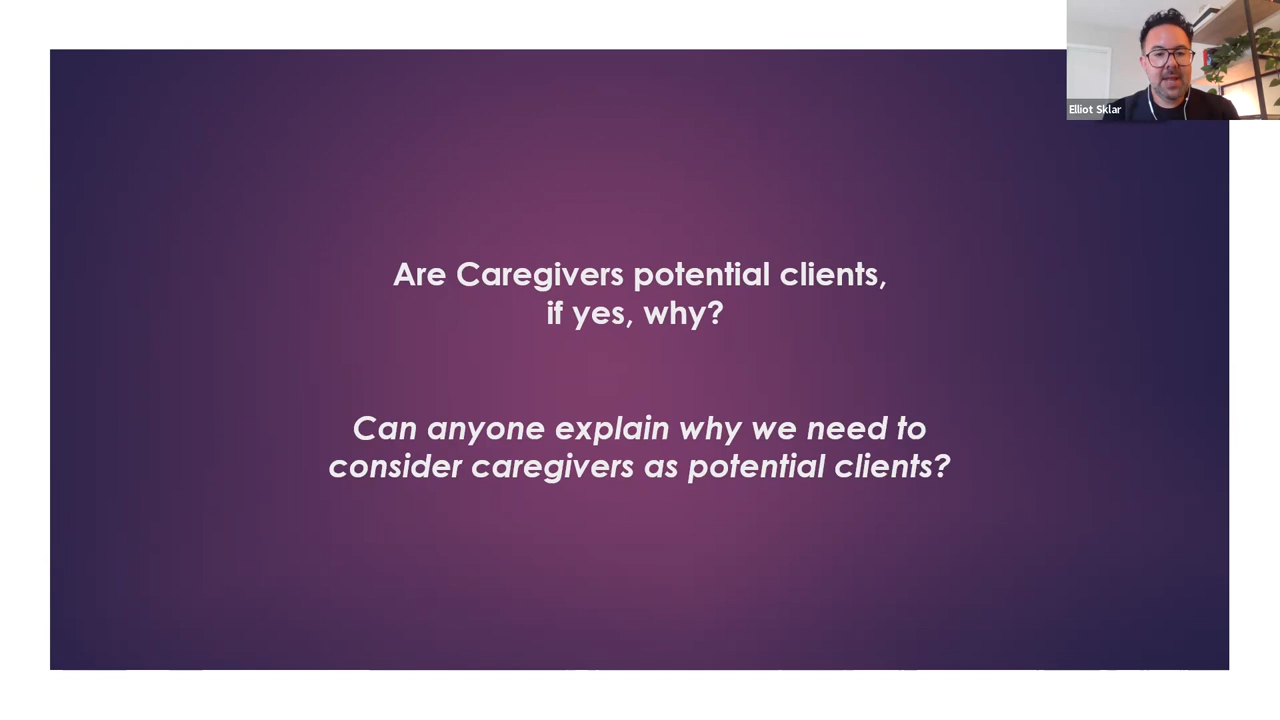 Elliot Sklar
Are Caregivers potential clients,
if yes, why?
Can anyone explain why we need to
consider caregivers as potential clients?